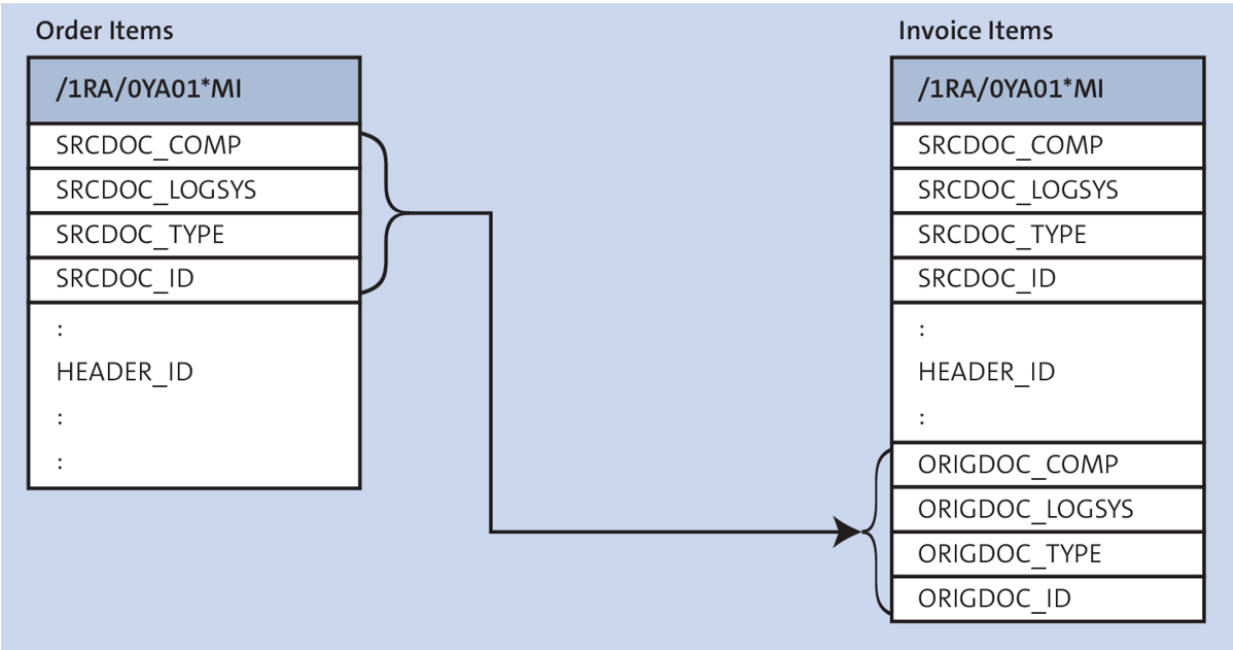 Order Items
/1RA/0YA01*MI
SRCDOC_COMP
SRCDOC_LOGSYS
SRCDOC_TYPE
SRCDOC_ID
:
HEADER_ID
:
:
Invoice Items
/1RA/0YA01*MI
SRCDOC_COMP
SRCDOC_LOGSYS
SRCDOC_TYPE
SRCDOC_ID
:
HEADER_ID
:
ORIGDOC_COMP
ORIGDOC_LOGSYS
ORIGDOC_TYPE
ORIGDOC_ID